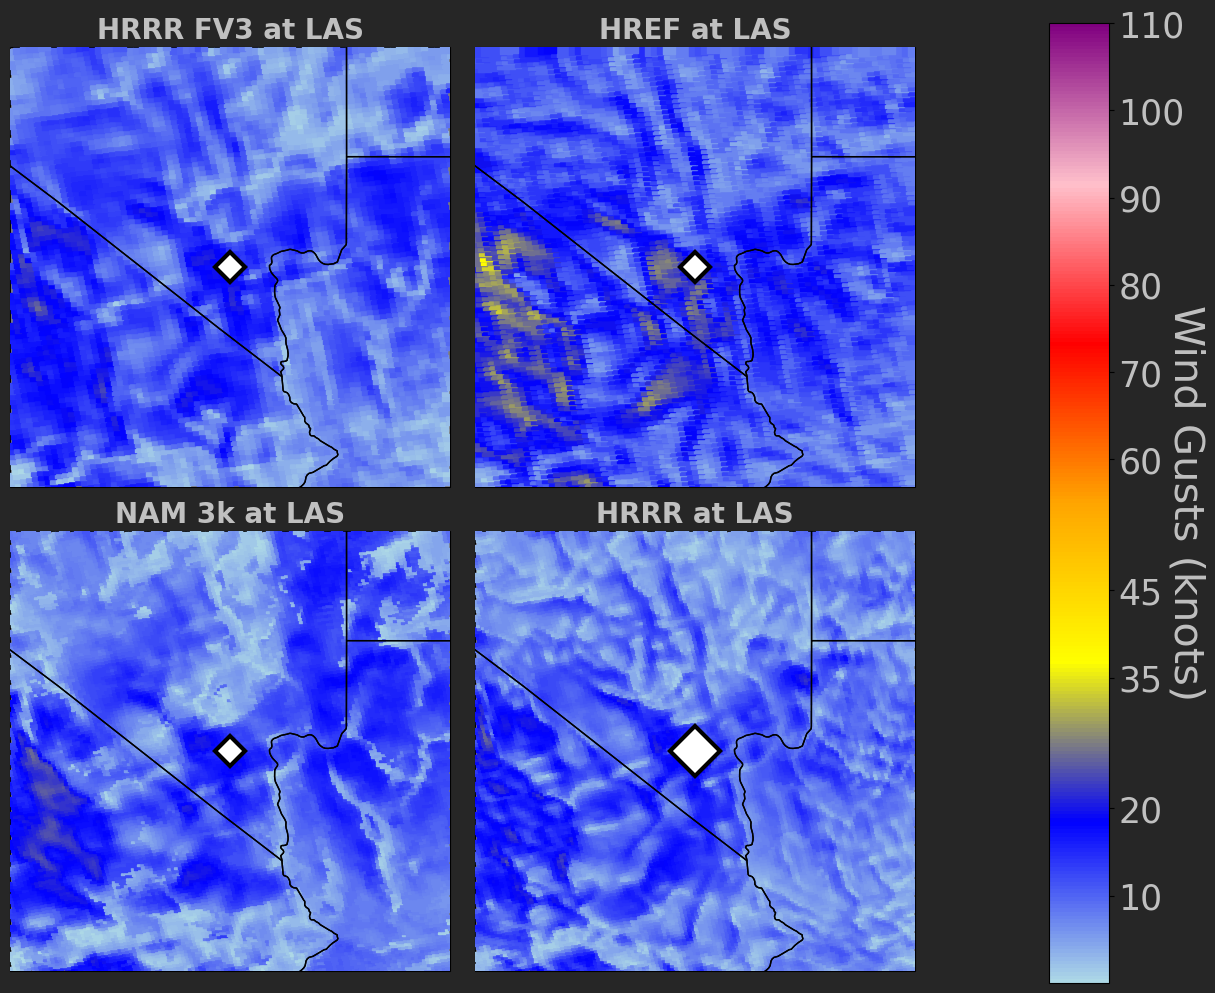 HRRR FV3 at LAS
HREF at LAS
NAM 3k at LAS
HRRR at LAS
110
100
90
80
70
60
45
35
20
10
Wind Gusts (knots)